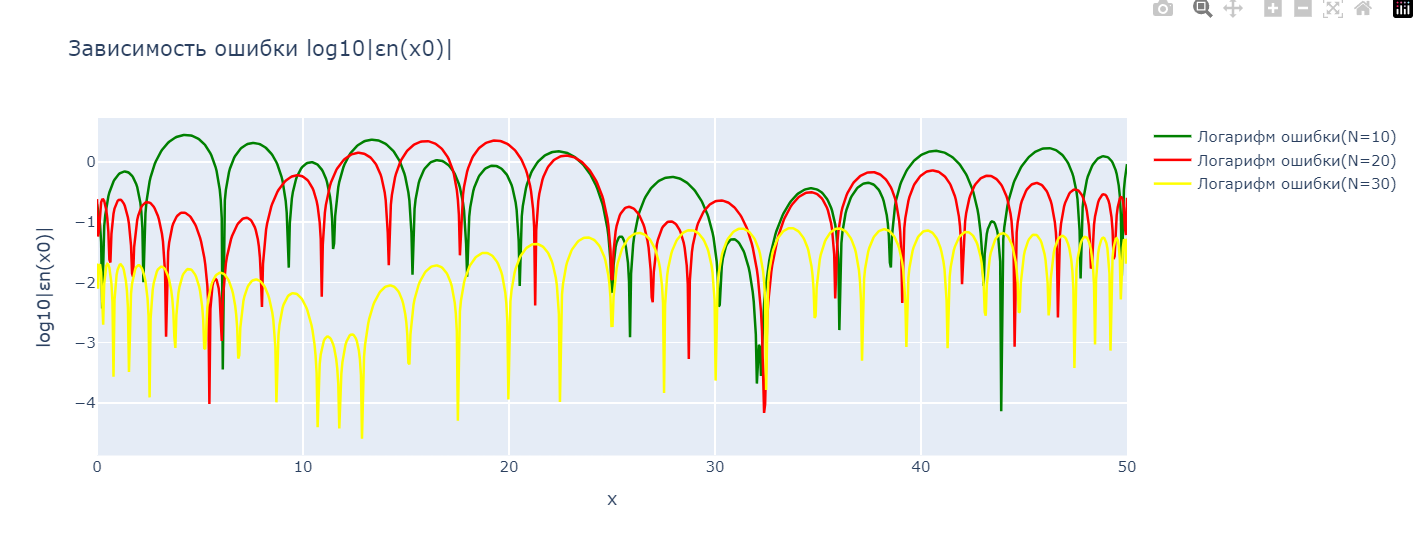 Зависимость ошибки log10|εn(x0)|
Логарифм ошибки(N=10)
Логарифм ошибки(N=20)
Логарифм ошибки(N=30)
log10|εn(x0)|
0
−1
−2
−3
−4
0 10 20 30 40 50
x